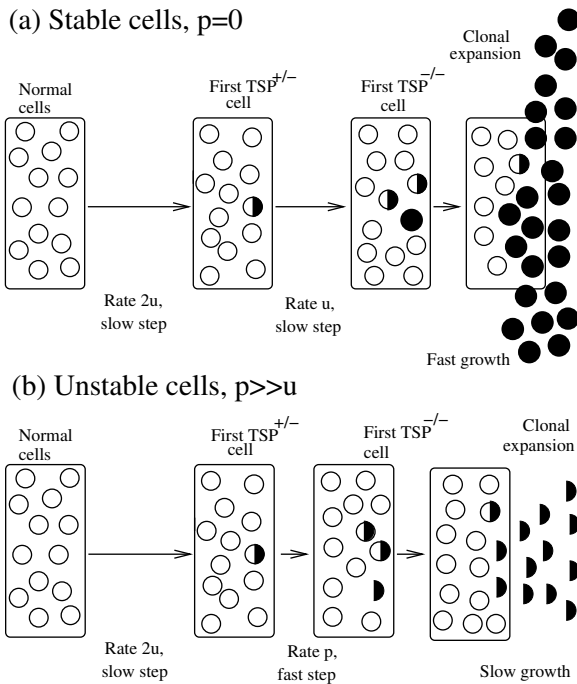 (a) Stable cells, p=0
Clonal
expansion
Normal
cells
First TSP+/−
cell
First TSP−/−
cell
Rate 2u,
slow step
Rate u,
slow step
Fast growth
(b) Unstable cells, p>>u
Normal
cells
First TSP+/−
cell
First TSP−/−
cell
Clonal
expansion
Rate 2u,
slow step
Rate p,
fast step
Slow growth